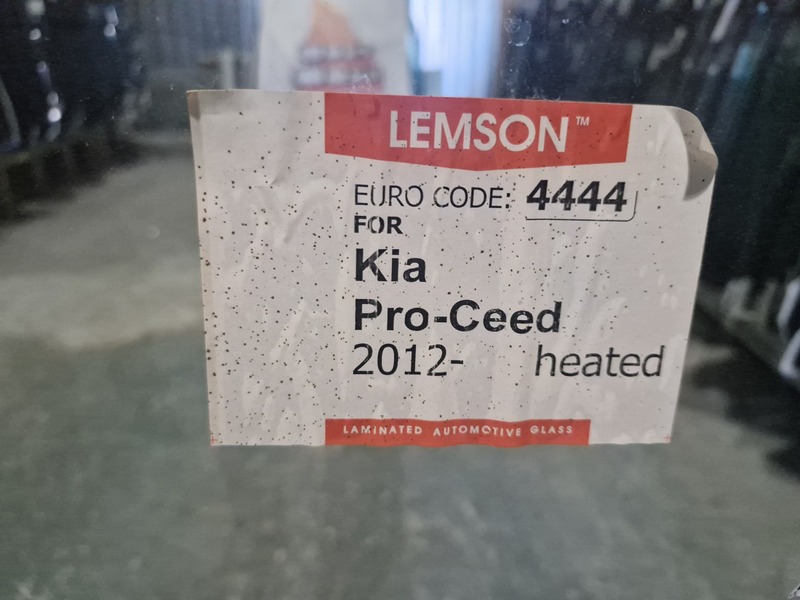 LEMSON™
EURO CODE: 4444
FOR
Kia
Pro-Ceed
2012- heated
LAMINATED AUTOMOTIVE GLASS